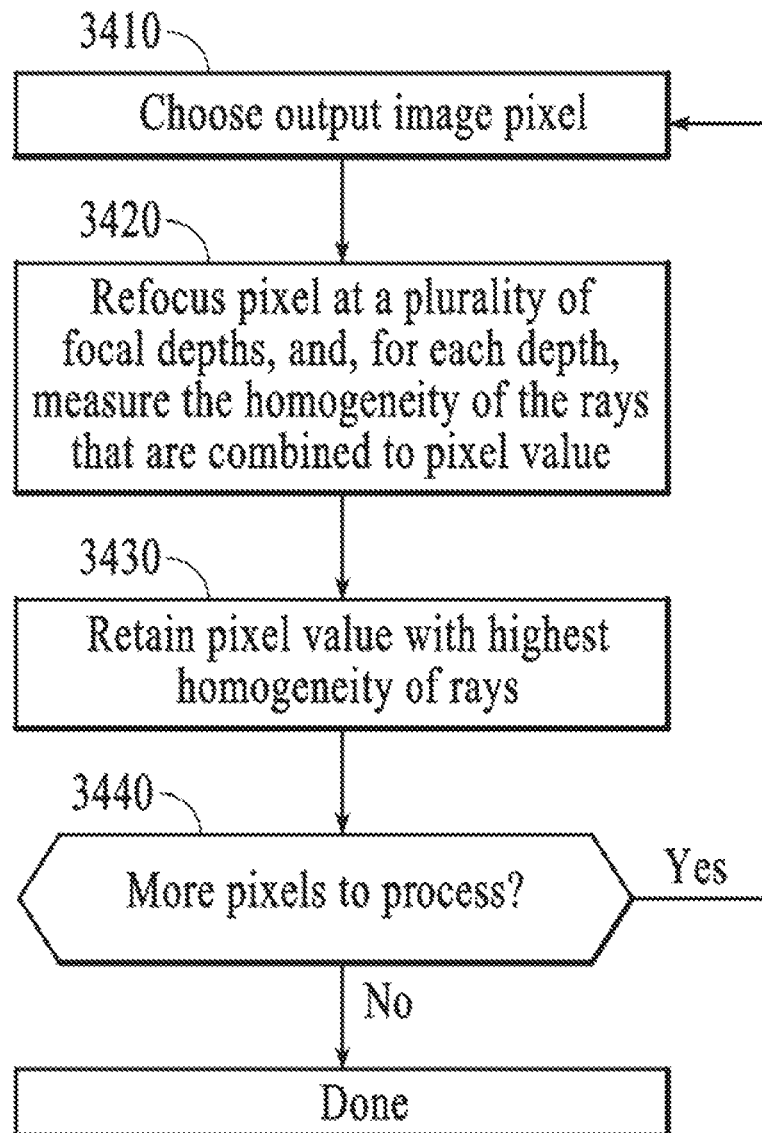 3410
Choose output image pixel
3420
Refocus pixel at a plurality of
focal depths, and, for each depth,
measure the homogeneity of the rays
that are combined to pixel value
3430
Retain pixel value with highest
homogeneity of rays
3440
More pixels to process?
Yes
No
Done